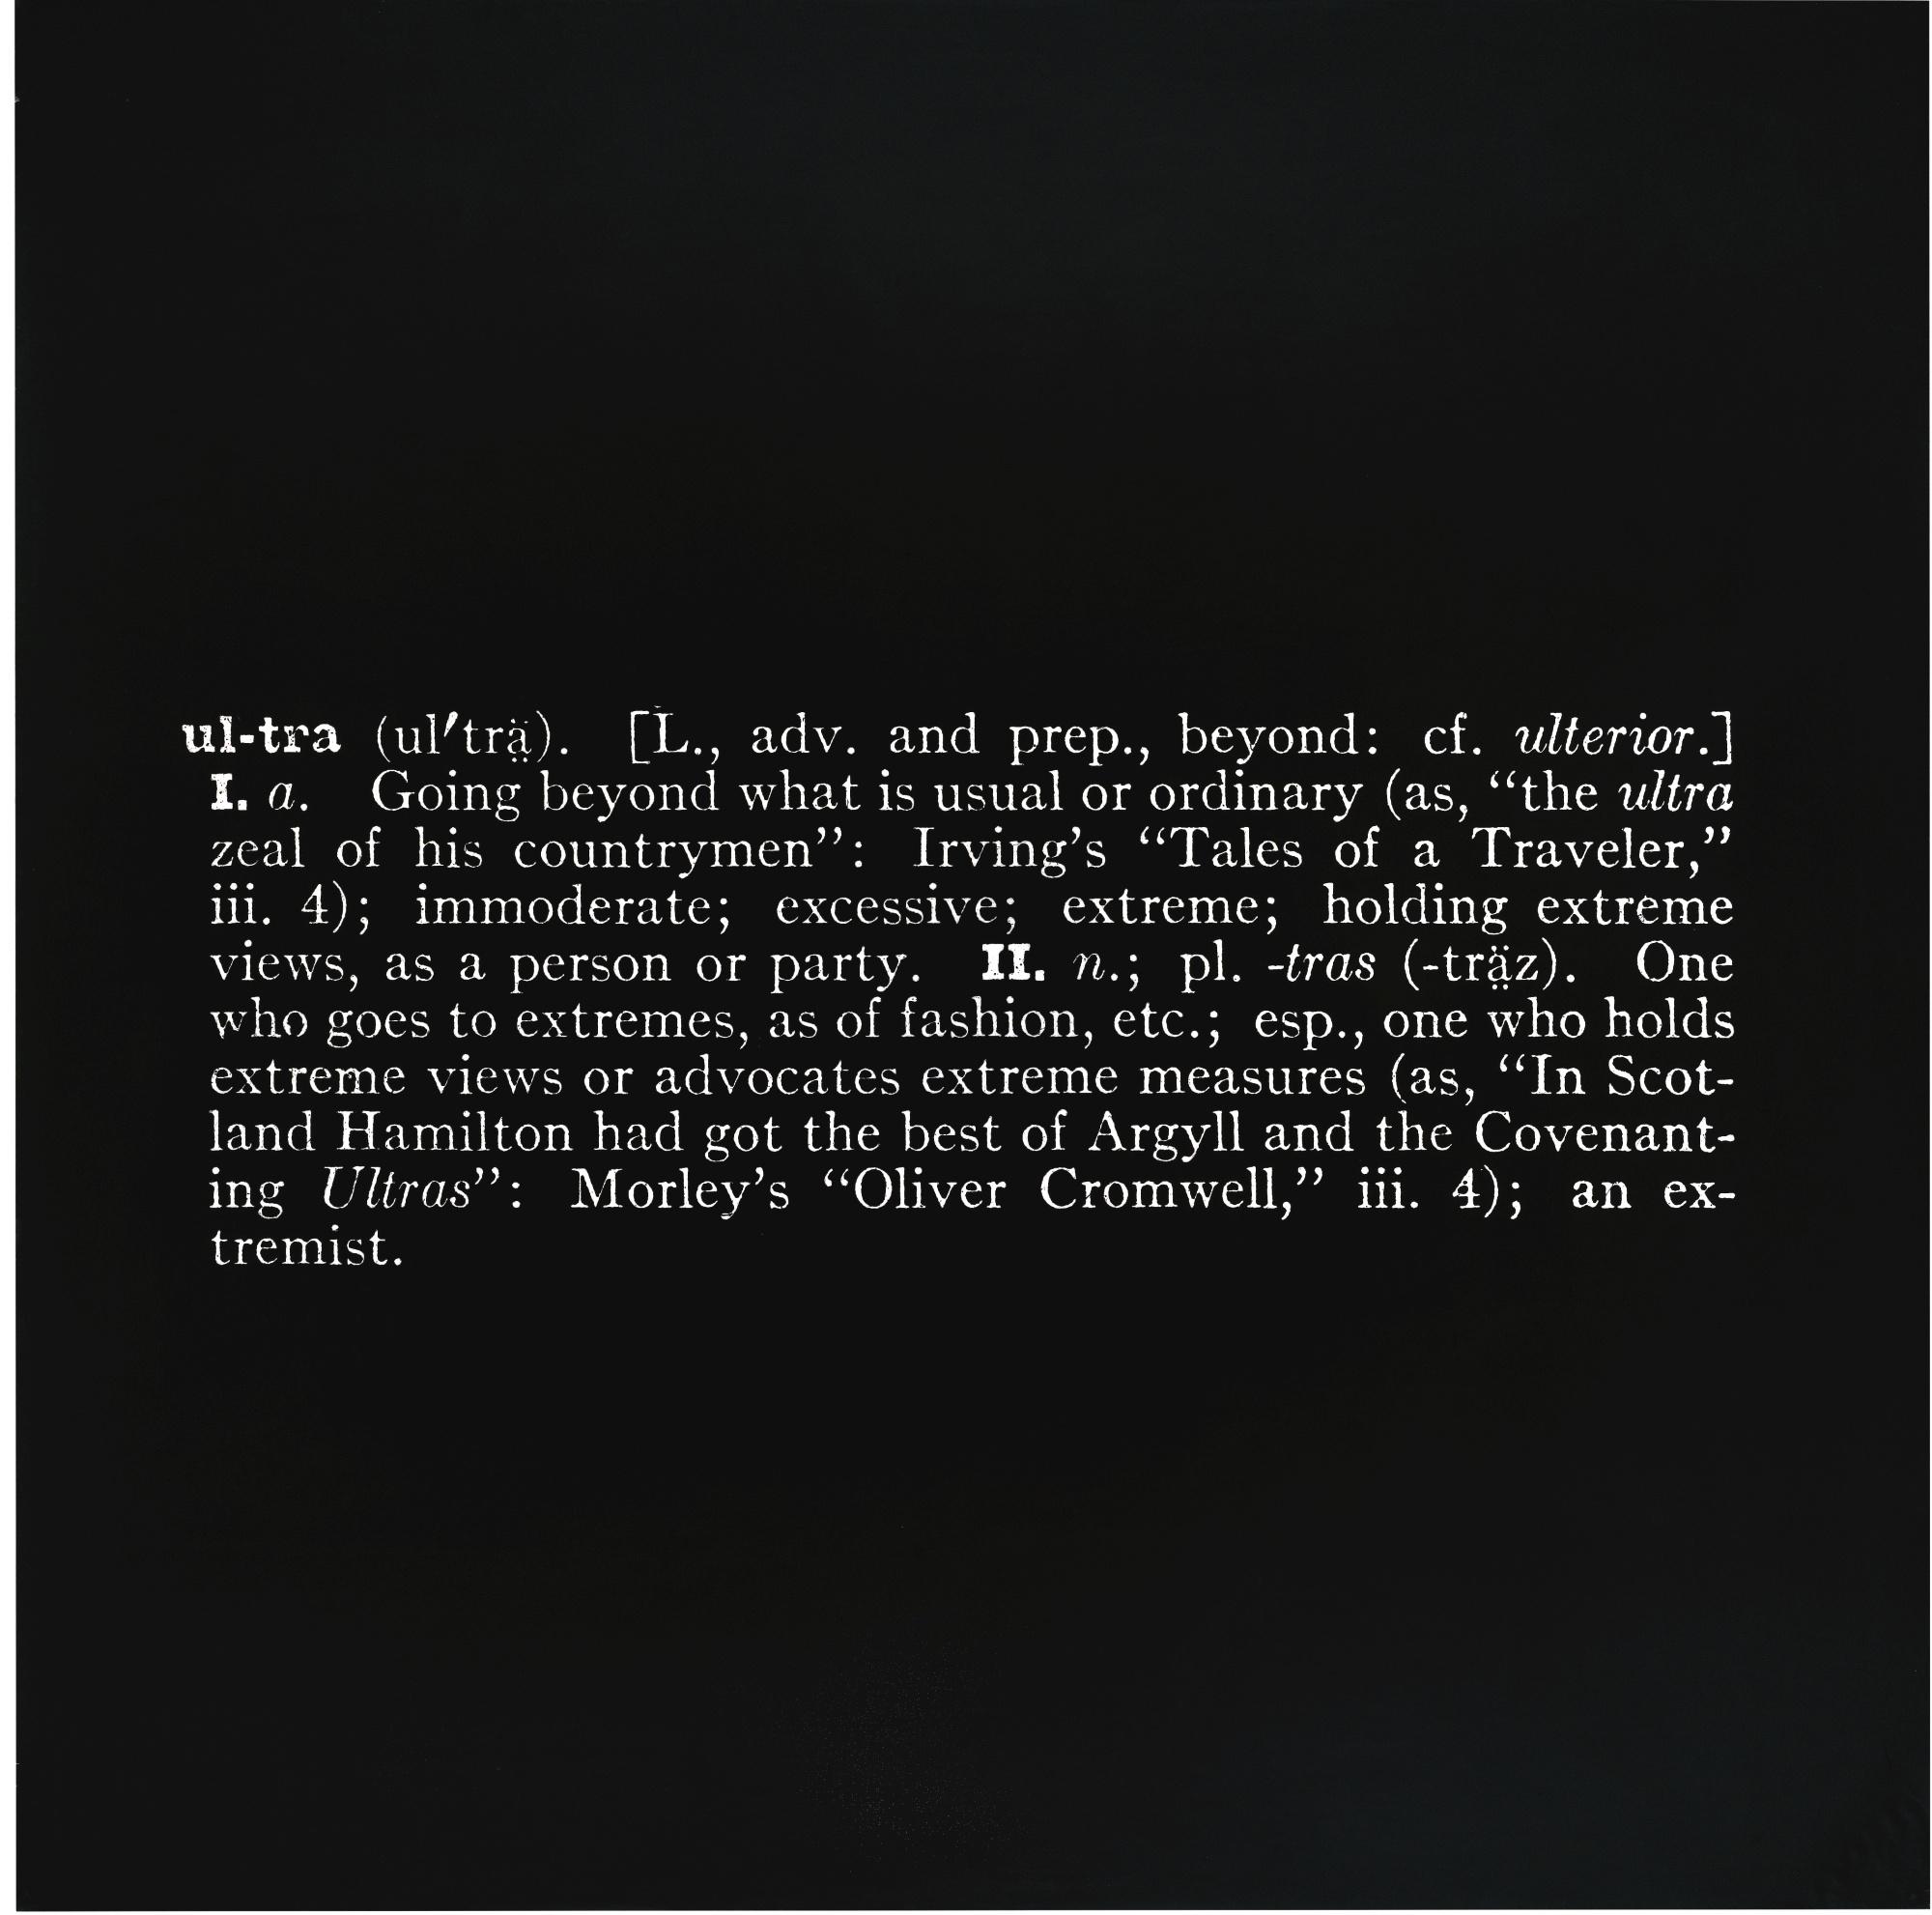 ul-tra (ul′trä̤). [L., adv. and prep., beyond: cf. ulterior.]
I. a. Going beyond what is usual or ordinary (as, “the ultra
zeal of his countrymen”: Irving’s “Tales of a Traveler,”
iii. 4); immoderate; excessive; extreme; holding extreme
views, as a person or party. II. n.; pl. -tras (-trä̤z). One
who goes to extremes, as of fashion, etc.; esp., one who holds
extreme views or advocates extreme measures (as, “In Scot-
land Hamilton had got the best of Argyll and the Covenant-
ing Ultras”: Morley’s “Oliver Cromwell,” iii. 4); an ex-
tremist.